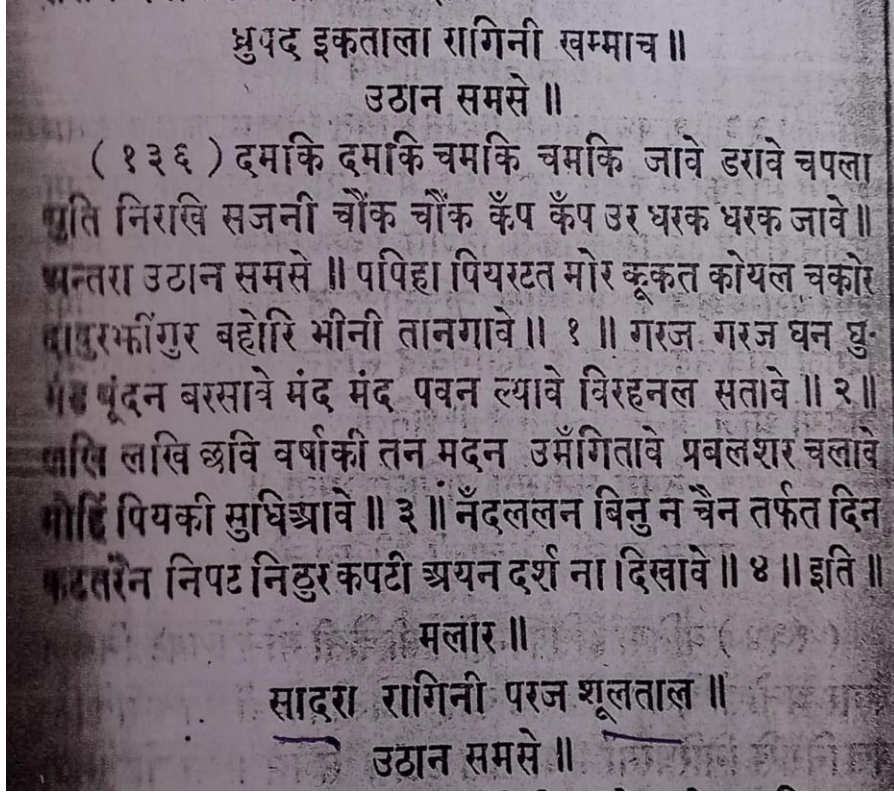 ध्रुपद इकताला रागिनी खम्माच ॥
उठान समसे ॥
( १३६ ) दमकि दमकि चमकि चमकि जावे डरावे चपला
द्युति निरखि सजनी चौंक चौंक कँप कँप उर धरक धरक जावे ॥
अन्तरा उठान समसे ॥ पपिहा पियरटत मोर कूकत कोयल चकोर
दादुरझींगुर बहोरि भीनी तानगावे ॥ १ ॥ गरज गरज घन घु-
बूंदन बरसावे मंद मंद पवन ल्यावे विरहनल सतावे ॥ २ ॥
लखि लखि छवि वर्षाकी तन मदन उमँगितावे प्रबलशर चलावे
मोहिं पियकी सुधिआवे ॥ ३ ॥ नँदललन बिनु न चैन तर्फत दिन
निपट निठुर कपटी अयन दर्श ना दिखावे ॥ ४ ॥ इति ॥
मलार ॥
सादरा रागिनी परज शूलताल ॥
उठान समसे ॥